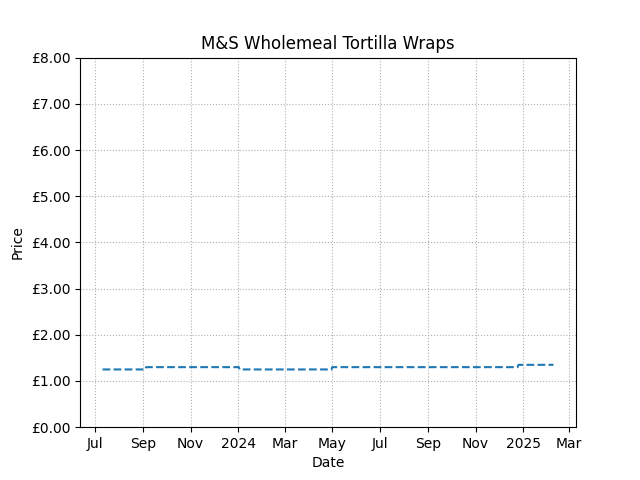 M&S Wholemeal Tortilla Wraps
£8.00
£7.00
£6.00
£5.00
£4.00
£3.00
£2.00
£1.00
£0.00
Price
Jul Sep Nov 2024 Mar May Jul Sep Nov 2025 Mar
Date